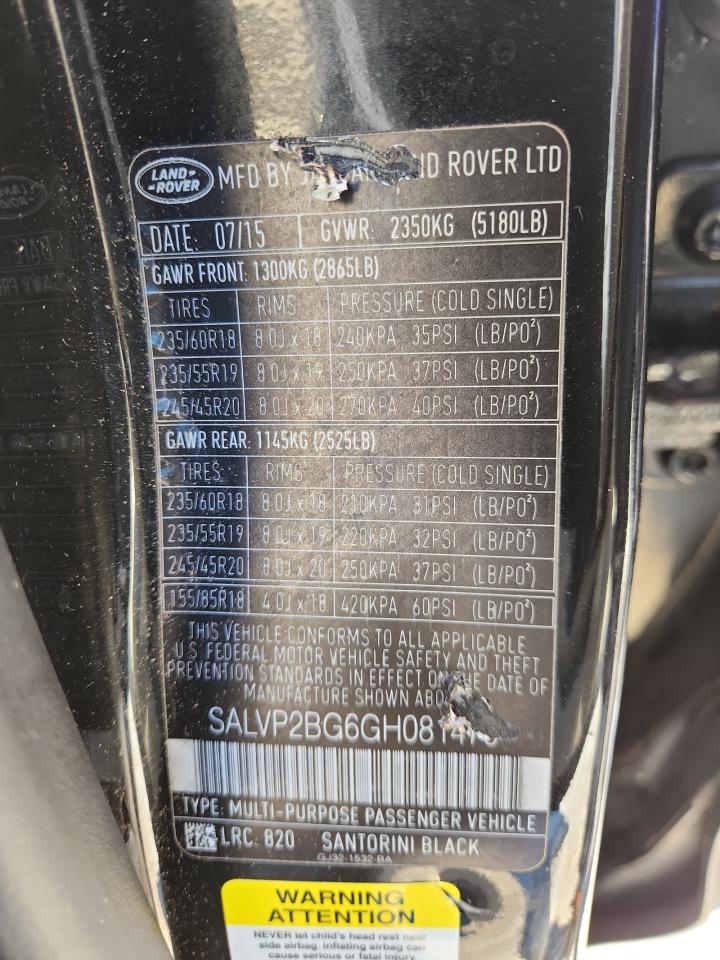 LAND ROVER MFD BY ROVER LTD
DATE: 07/15 GVWR: 2350KG (5180LB)
GAWR FRONT: 1300KG (2865LB)
TIRES RIMS PRESSURE (COLD SINGLE)
235/60R18 8.0J x 18 240KPA 35PSI (LB/PO²)
235/55R19 8.0J x 19 250KPA 37PSI (LB/PO²)
245/45R20 8.0J x 20 270KPA 40PSI (LB/PO²)
GAWR REAR: 1145KG (2525LB)
TIRES RIMS PRESSURE (COLD SINGLE)
235/60R18 8.0J x 18 210KPA 31PSI (LB/PO²)
235/55R19 8.0J x 19 220KPA 32PSI (LB/PO²)
245/45R20 8.0J x 20 250KPA 37PSI (LB/PO²)
155/85R18 4.0J x 18 420KPA 60PSI (LB/PO²)
THIS VEHICLE CONFORMS TO ALL APPLICABLE
U.S. FEDERAL MOTOR VEHICLE SAFETY AND THEFT
PREVENTION STANDARDS IN EFFECT ON THE DATE OF
MANUFACTURE SHOWN
TYPE: MULTI-PURPOSE PASSENGER VEHICLE
LRC: 820 SANTORINI BLACK
GJ32-1532-BA
WARNING
ATTENTION
NEVER let child's head rest near
side airbag. inflating airbag can
cause serious or fatal injury.